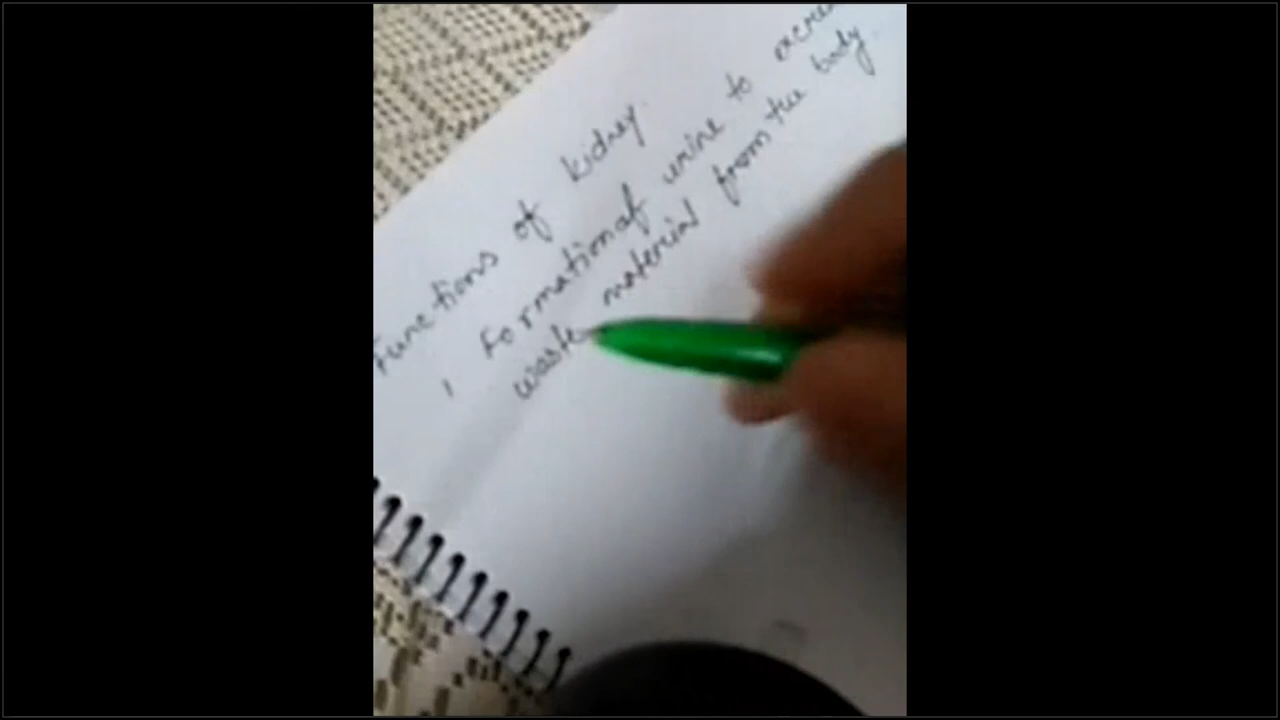 Functions of kidney.
1 Formation of urine to
waste material from the body.